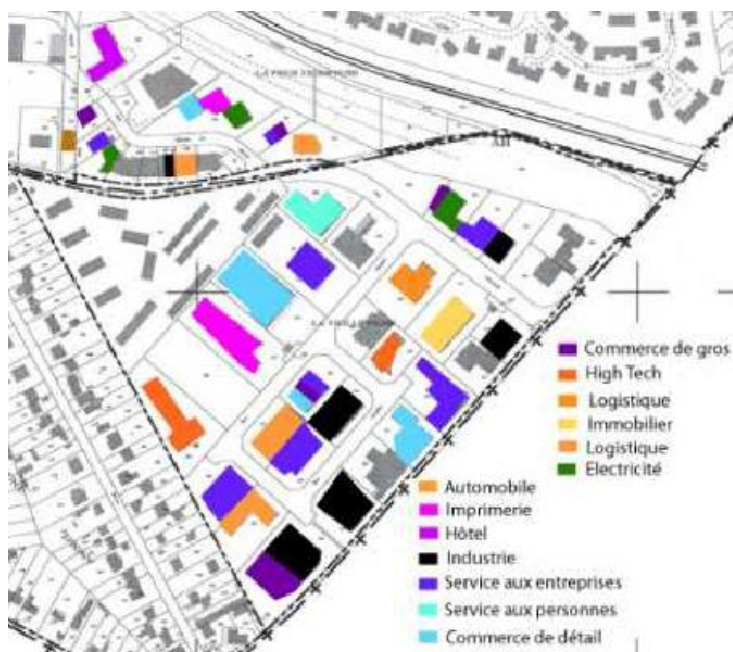 Commerce de gros
High Tech
Logistique
Immobilier
Logistique
Electricité
Automobile
Imprimerie
Hôtel
Industrie
Service aux entreprises
Service aux personnes
Commerce de détail